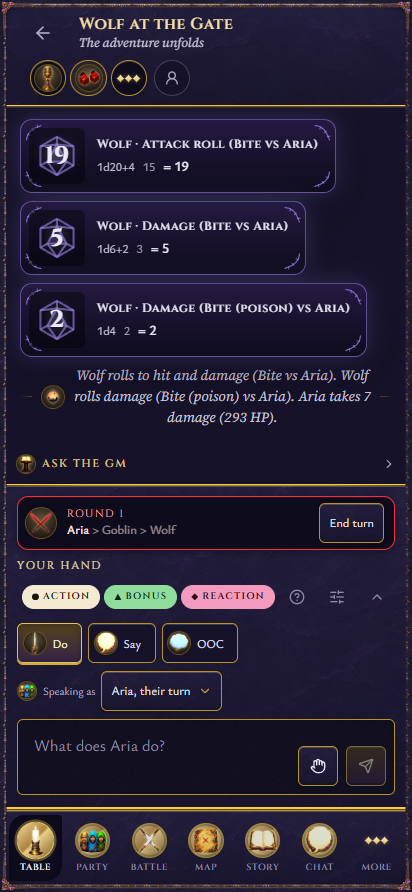 Wolf at the Gate
The adventure unfolds
19
Wolf · Attack roll (Bite vs Aria)
1d20+4 15 = 19
5
Wolf · Damage (Bite vs Aria)
1d6+2 3 = 5
2
Wolf · Damage (Bite (poison) vs Aria)
1d4 2 = 2
Wolf rolls to hit and damage (Bite vs Aria). Wolf
rolls damage (Bite (poison) vs Aria). Aria takes 7
damage (293 HP).
ASK THE GM
ROUND 1
Aria > Goblin > Wolf
End turn
YOUR HAND
ACTION
BONUS
REACTION
Do
Say
OOC
Speaking as
Aria, their turn
What does Aria do?
TABLE
PARTY
BATTLE
MAP
STORY
CHAT
MORE